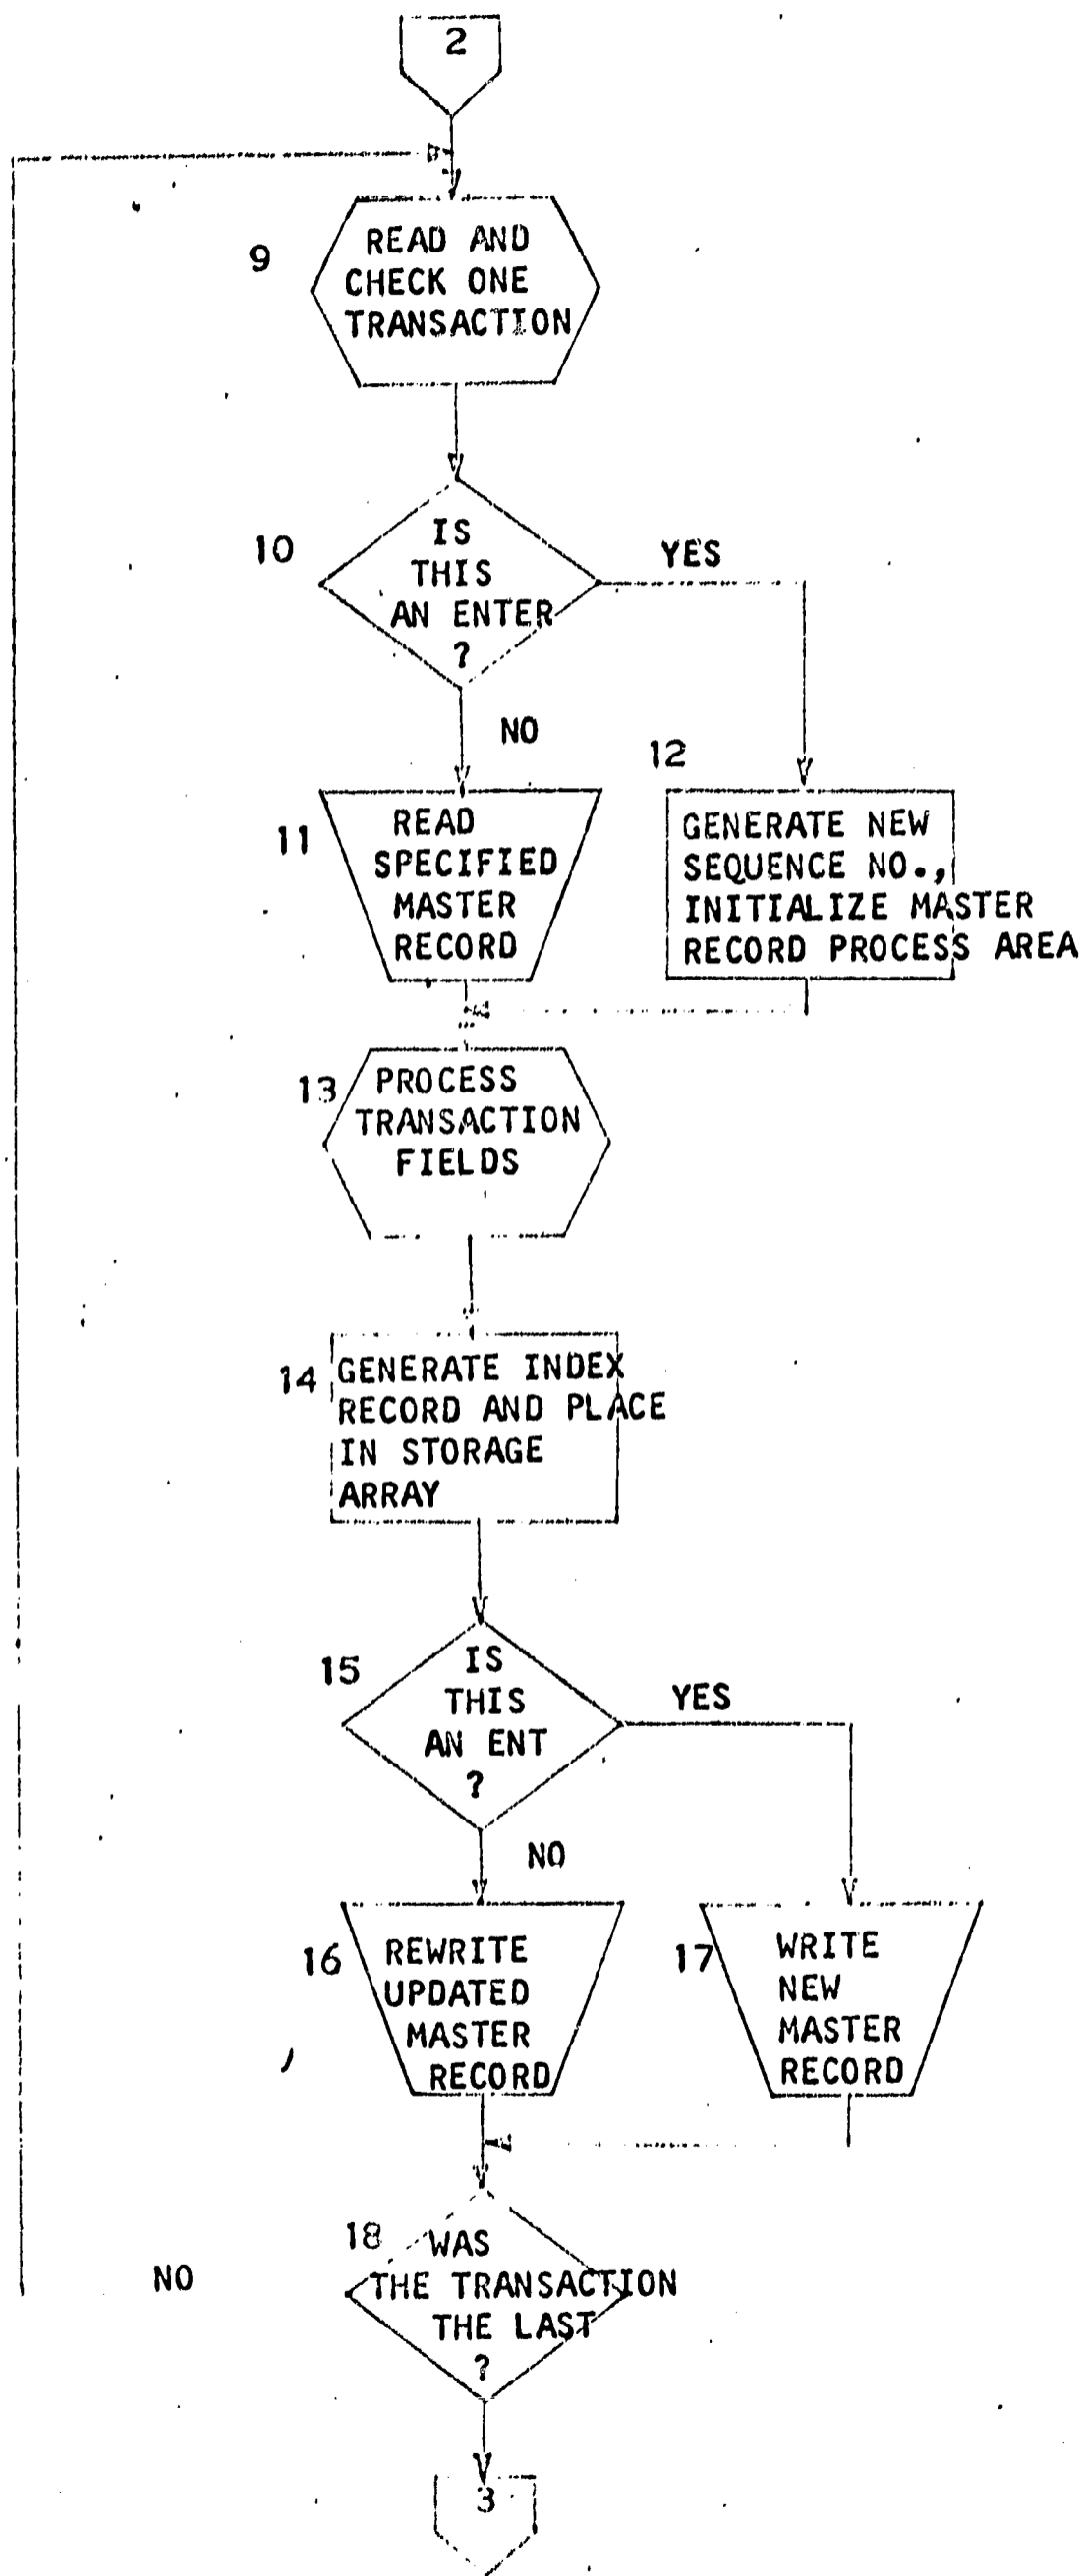 2
9
READ AND
CHECK ONE
TRANSACTION
10
IS
THIS
AN ENTER
?
YES
NO
11
READ
SPECIFIED
MASTER
RECORD
12
GENERATE NEW
SEQUENCE NO.,
INITIALIZE MASTER
RECORD PROCESS AREA
13
PROCESS
TRANSACTION
FIELDS
14
GENERATE INDEX
RECORD AND PLACE
IN STORAGE
ARRAY
15
IS
THIS
AN ENT
?
YES
NO
16
REWRITE
UPDATED
MASTER
RECORD
17
WRITE
NEW
MASTER
RECORD
18
WAS
THE TRANSACTION
THE LAST
?
NO
3